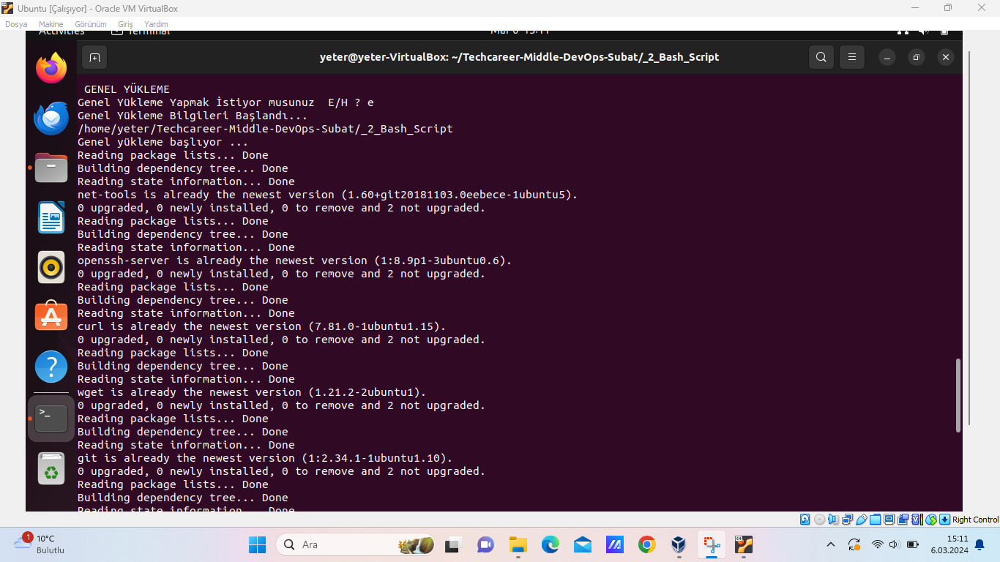 Ubuntu [Çalışıyor] - Oracle VM VirtualBox
Dosya Makine Görünüm Giriş Yardım
Activities Terminal Mar 6 15:11
yeter@yeter-VirtualBox: ~/Techcareer-Middle-DevOps-Subat/_2_Bash_Script
GENEL YÜKLEME
Genel Yükleme Yapmak İstiyor musunuz  E/H ? e
Genel Yükleme Bilgileri Başlandı...
/home/yeter/Techcareer-Middle-DevOps-Subat/_2_Bash_Script
Genel yükleme başlıyor ...
Reading package lists... Done
Building dependency tree... Done
Reading state information... Done
net-tools is already the newest version (1.60+git20181103.0eebece-1ubuntu5).
0 upgraded, 0 newly installed, 0 to remove and 2 not upgraded.
Reading package lists... Done
Building dependency tree... Done
Reading state information... Done
openssh-server is already the newest version (1:8.9p1-3ubuntu0.6).
0 upgraded, 0 newly installed, 0 to remove and 2 not upgraded.
Reading package lists... Done
Building dependency tree... Done
Reading state information... Done
curl is already the newest version (7.81.0-1ubuntu1.15).
0 upgraded, 0 newly installed, 0 to remove and 2 not upgraded.
Reading package lists... Done
Building dependency tree... Done
Reading state information... Done
wget is already the newest version (1.21.2-2ubuntu1).
0 upgraded, 0 newly installed, 0 to remove and 2 not upgraded.
Reading package lists... Done
Building dependency tree... Done
Reading state information... Done
git is already the newest version (1:2.34.1-1ubuntu1.10).
0 upgraded, 0 newly installed, 0 to remove and 2 not upgraded.
Reading package lists... Done
Building dependency tree... Done
Reading state information... Done
Right Control
1
10°C
Bulutlu
Ara
15:11
6.03.2024